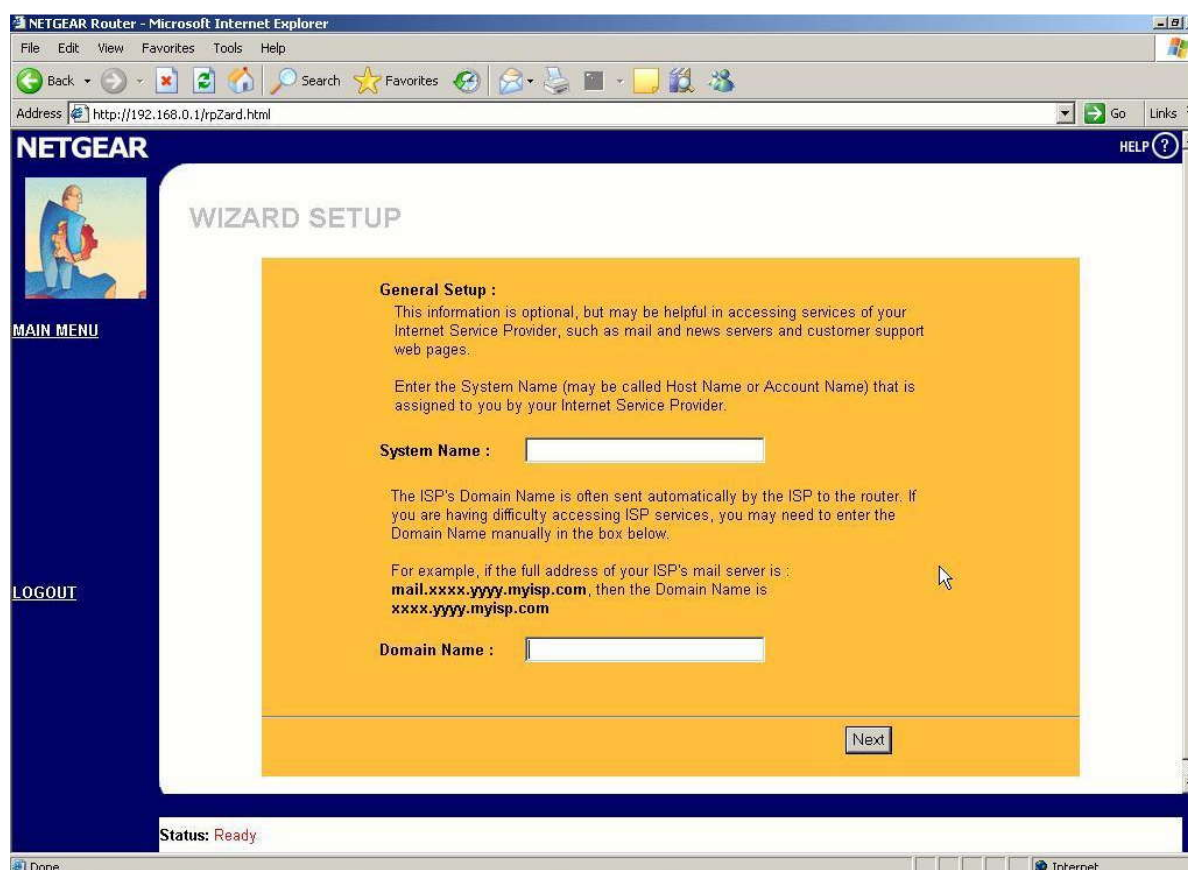 NETGEAR Router - Microsoft Internet Explorer
File Edit View Favorites Tools Help
Back Search Favorites
Address http://192.168.0.1/rpZard.html Go Links
NETGEAR
HELP ?
WIZARD SETUP
MAIN MENU
LOGOUT
General Setup :
This information is optional, but may be helpful in accessing services of your
Internet Service Provider, such as mail and news servers and customer support
web pages.
Enter the System Name (may be called Host Name or Account Name) that is
assigned to you by your Internet Service Provider.
System Name :
The ISP's Domain Name is often sent automatically by the ISP to the router. If
you are having difficulty accessing ISP services, you may need to enter the
Domain Name manually in the box below.
For example, if the full address of your ISP's mail server is :
mail.xxxx.yyyy.myisp.com, then the Domain Name is
xxxx.yyyy.myisp.com
Domain Name :
Next
Status: Ready
Done Internet